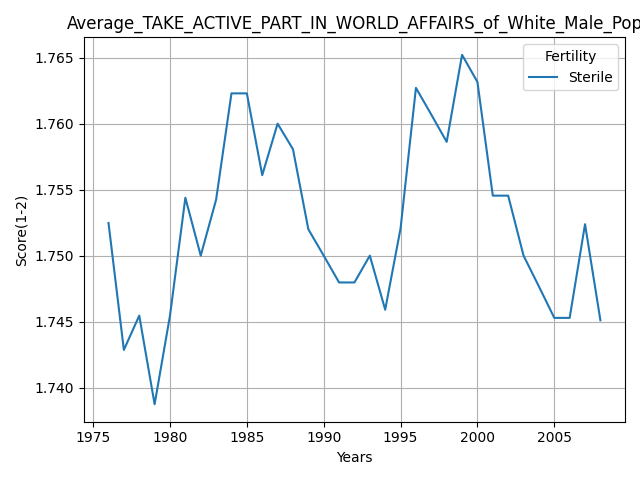 Average_TAKE_ACTIVE_PART_IN_WORLD_AFFAIRS_of_White_Male_Pop
Fertility
Sterile
1.765
1.760
1.755
1.750
1.745
1.740
Score(1-2)
1975 1980 1985 1990 1995 2000 2005
Years